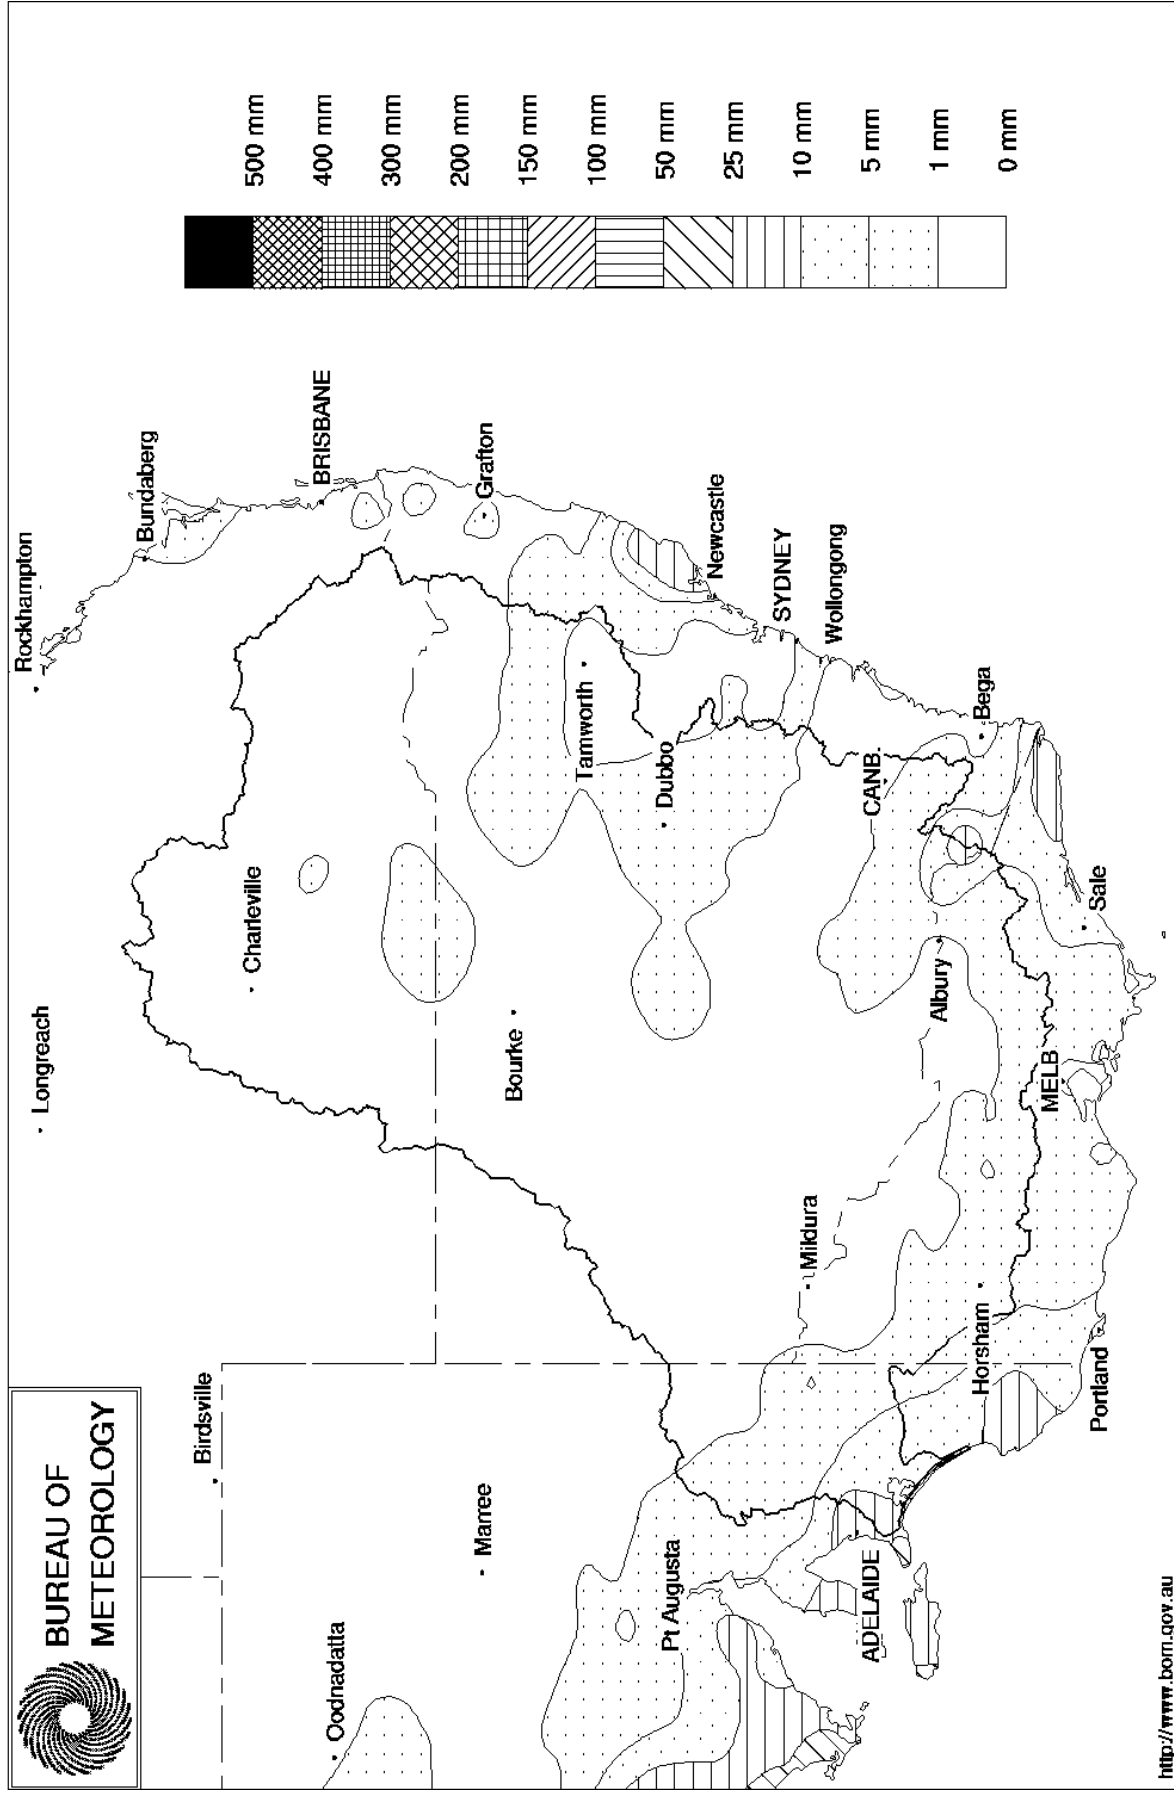 BUREAU OF
METEOROLOGY
Rockhampton
Longreach
Bundaberg
Birdsville
Charleville
BRISBANE
Oodnadatta
Marree
Bourke
Grafton
Tamworth
Dubbo
Pt Augusta
Newcastle
SYDNEY
Mildura
Wollongong
CANB.
ADELAIDE
Albury
Horsham
Bega
MELB
Sale
Portland
500 mm
400 mm
300 mm
200 mm
150 mm
100 mm
50 mm
25 mm
10 mm
5 mm
1 mm
0 mm
http://www.bom.gov.au